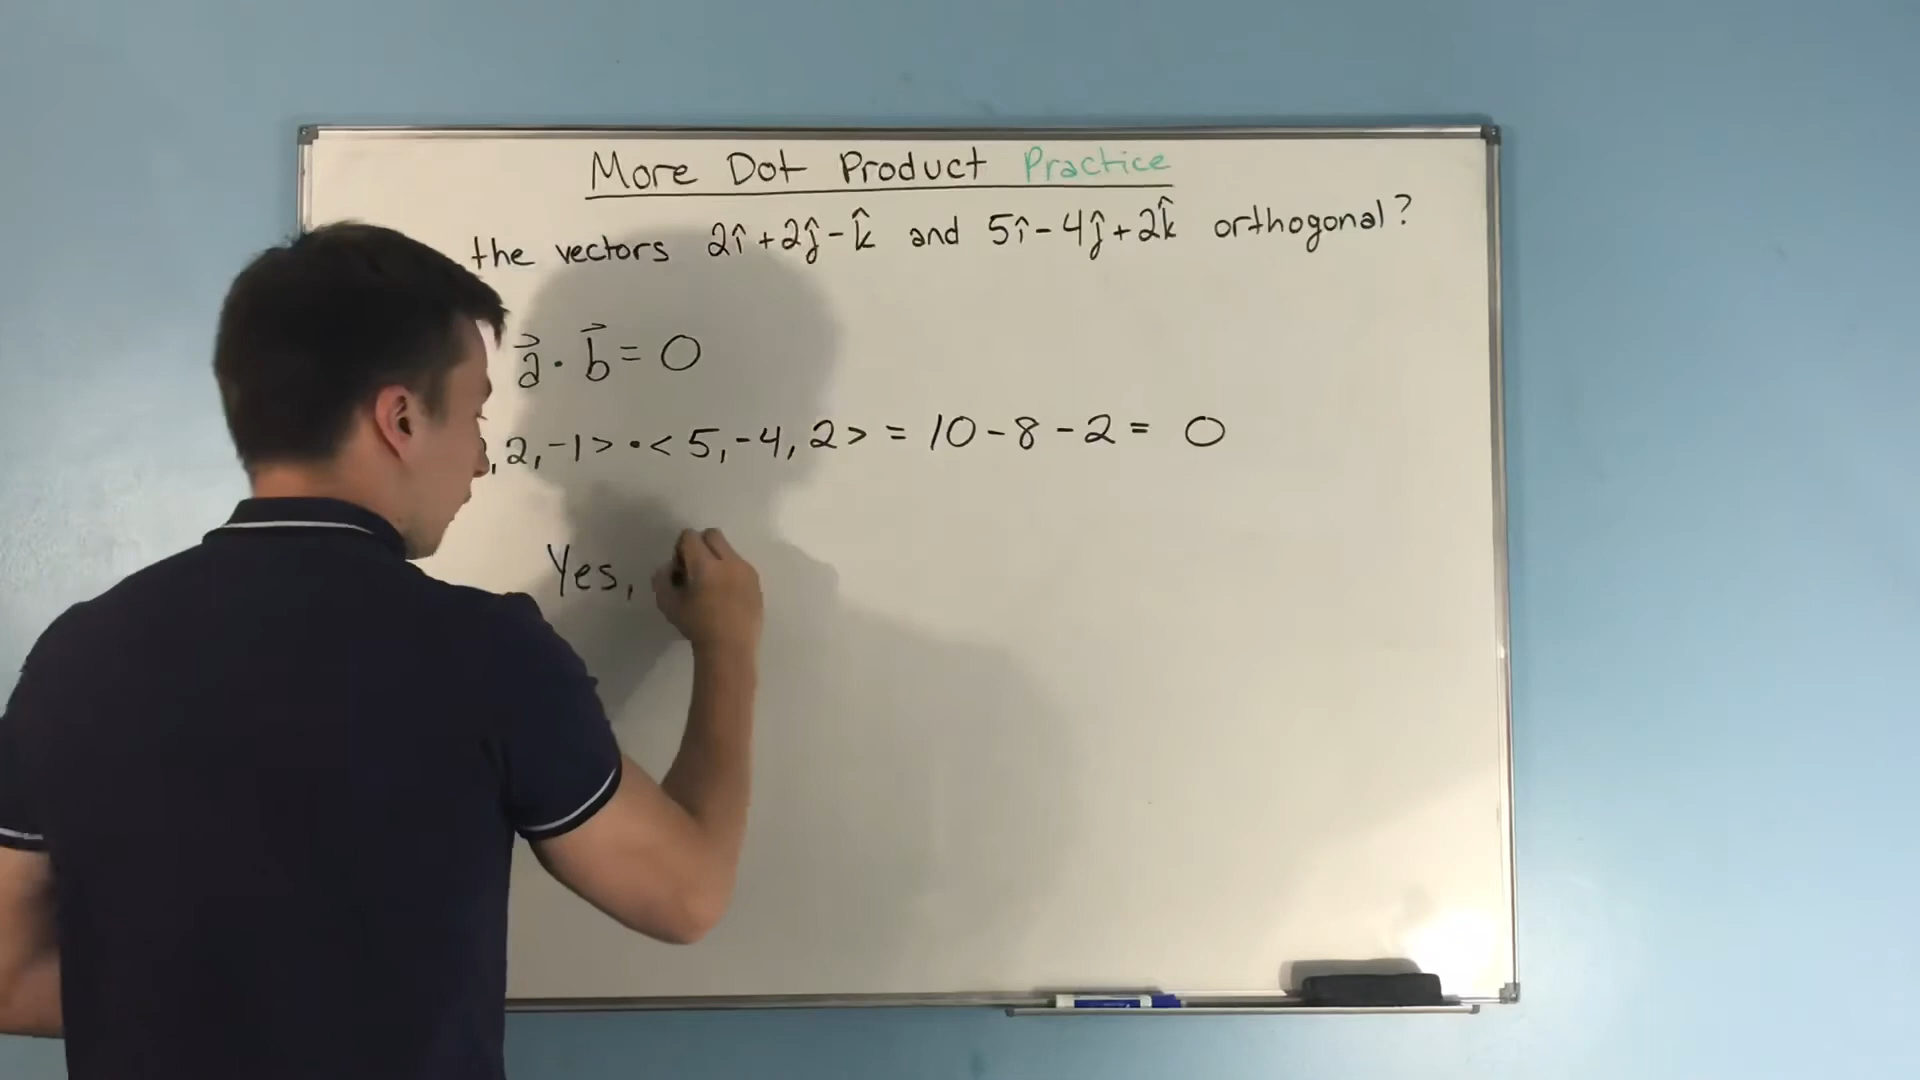 More Dot Product Practice
the vectors 2î + 2ĵ - k̂ and 5î - 4ĵ + 2k̂ orthogonal?
a⃗ · b⃗ = 0
, 2, -1 > · < 5, -4, 2 > = 10 - 8 - 2 = 0
Yes,